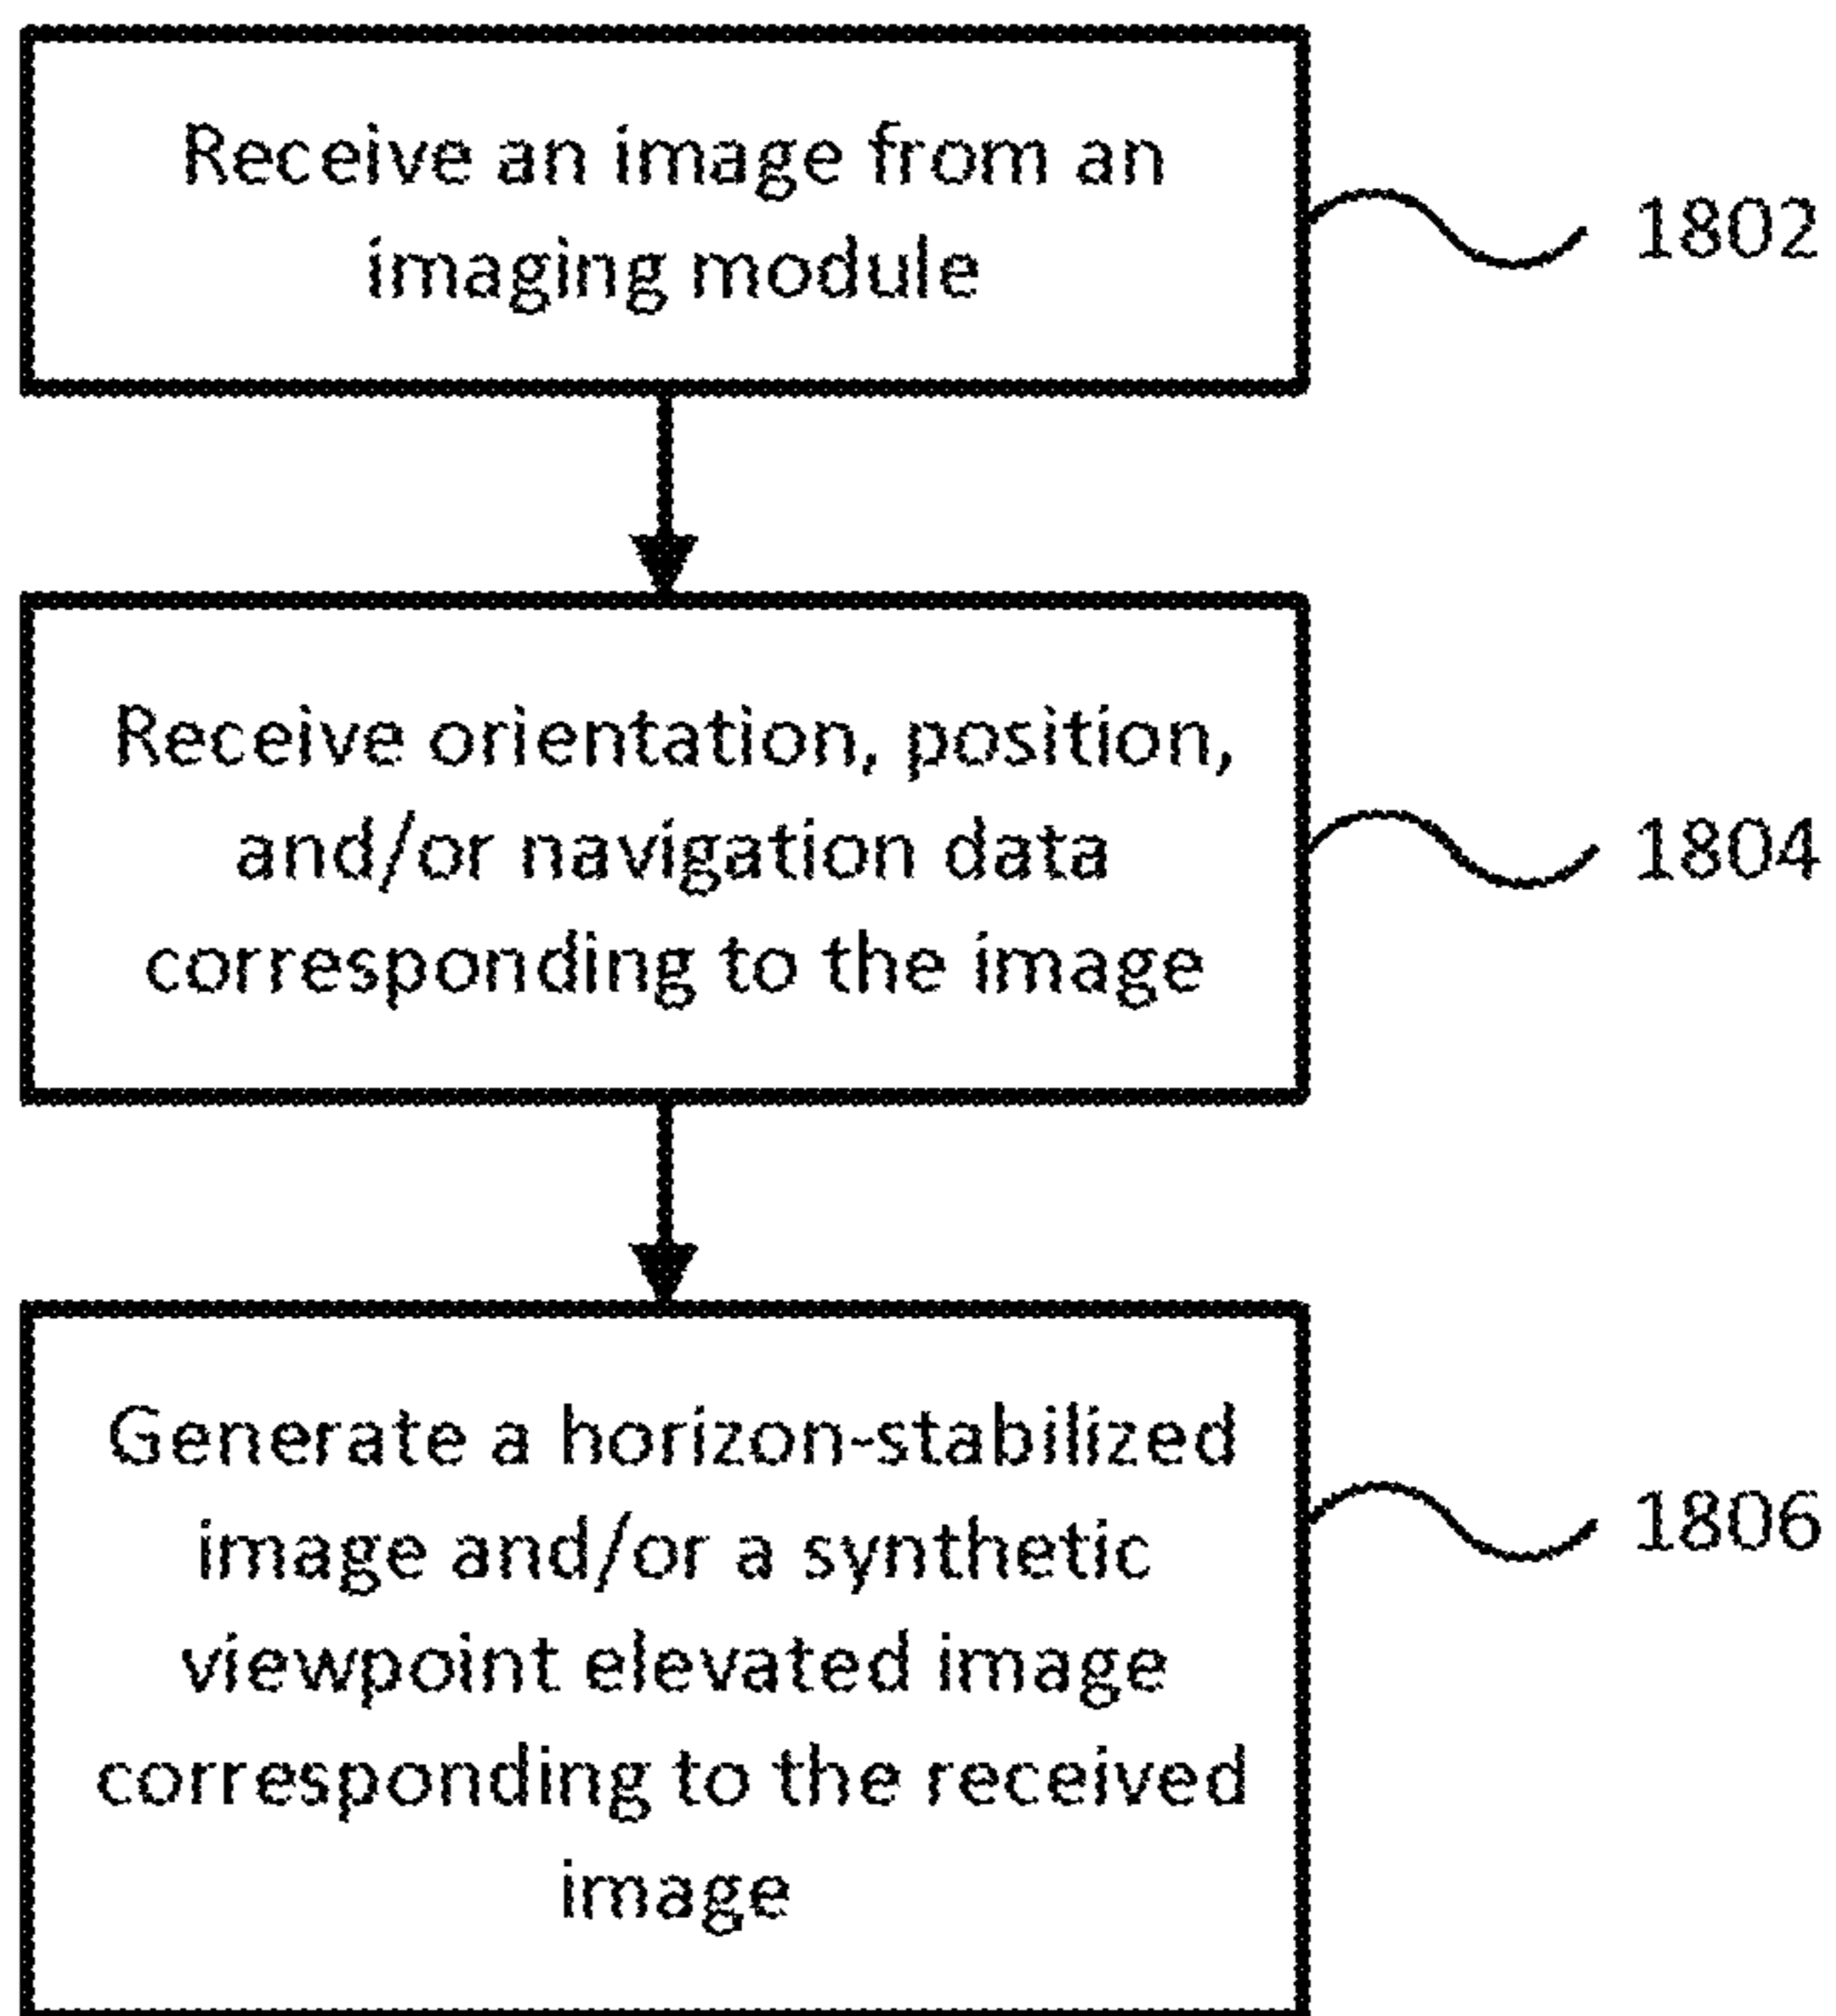 Receive an image from an
imaging module
1802
Receive orientation, position,
and/or navigation data
corresponding to the image
1804
Generate a horizon-stabilized
image and/or a synthetic
viewpoint elevated image
corresponding to the received
image
1806